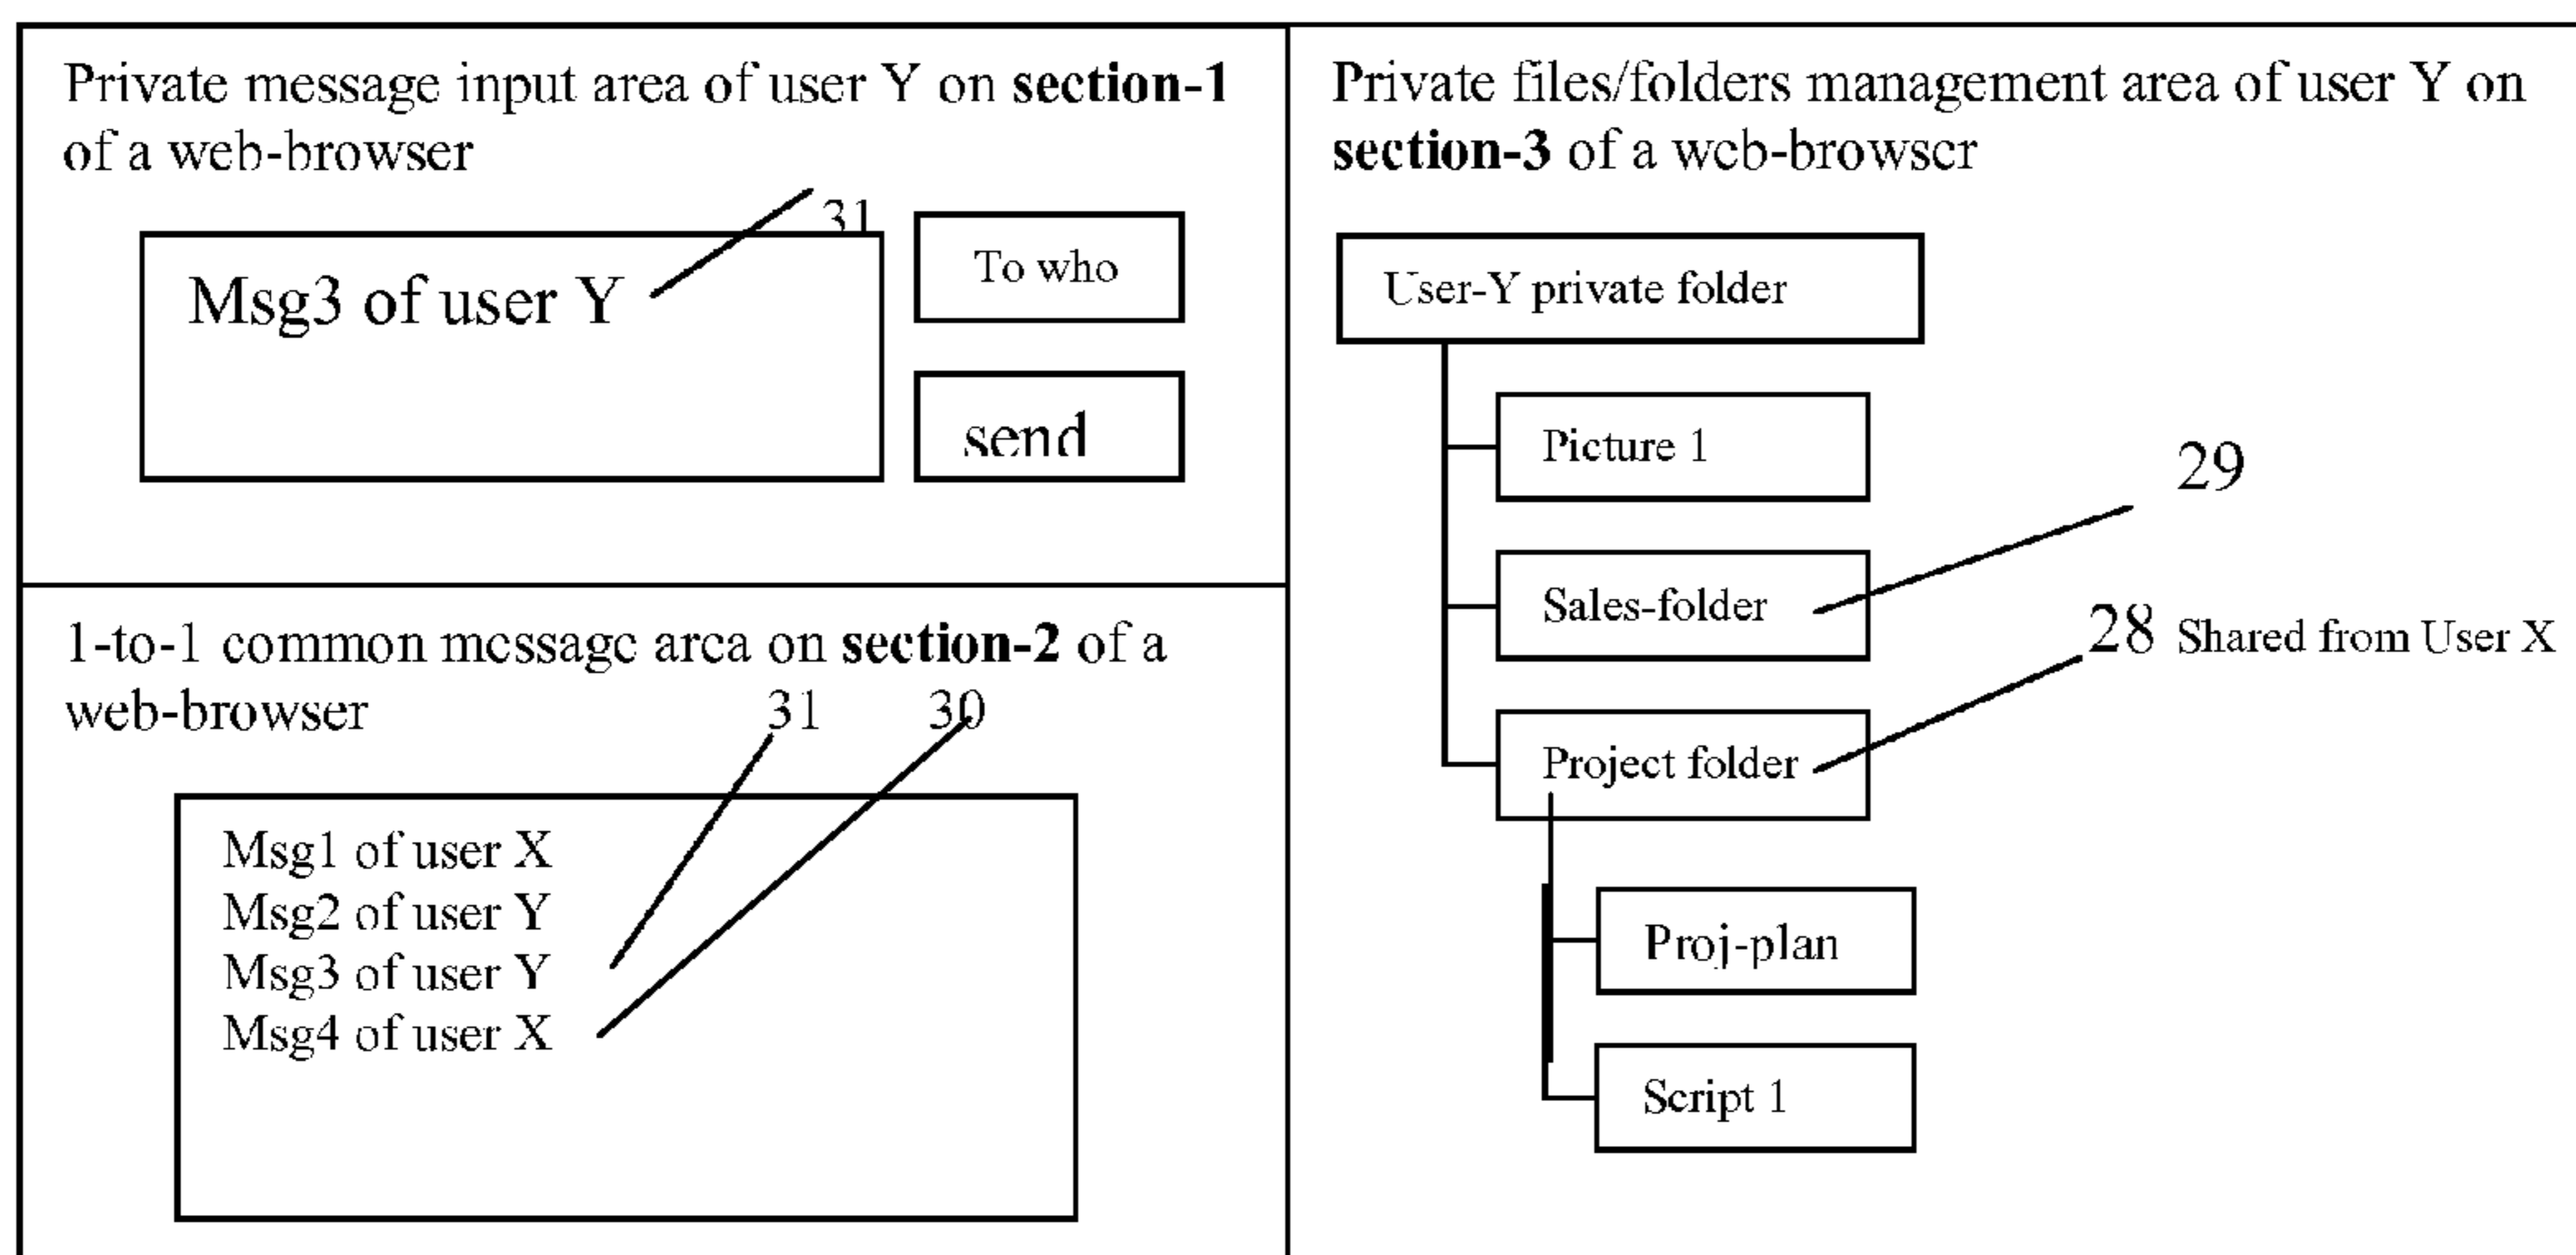 Private message input area of user Y on section-1
of a web-browser
31
Msg3 of user Y
To who
send
1-to-1 common message area on section-2 of a
web-browser
31 30
Msg1 of user X
Msg2 of user Y
Msg3 of user Y
Msg4 of user X
Private files/folders management area of user Y on
section-3 of a web-browser
User-Y private folder
Picture 1
29
Sales-folder
28 Shared from User X
Project folder
Proj-plan
Script 1